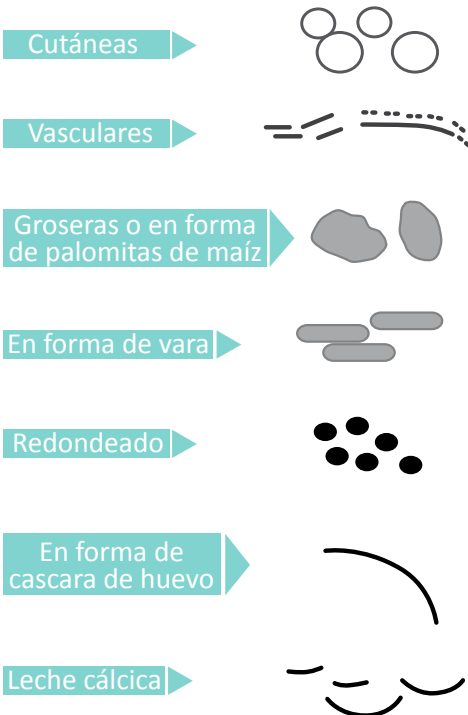 Cutáneas
Vasculares
Groseras o en forma
de palomitas de maíz
En forma de vara
Redondeado
En forma de
cascara de huevo
Leche cálcica